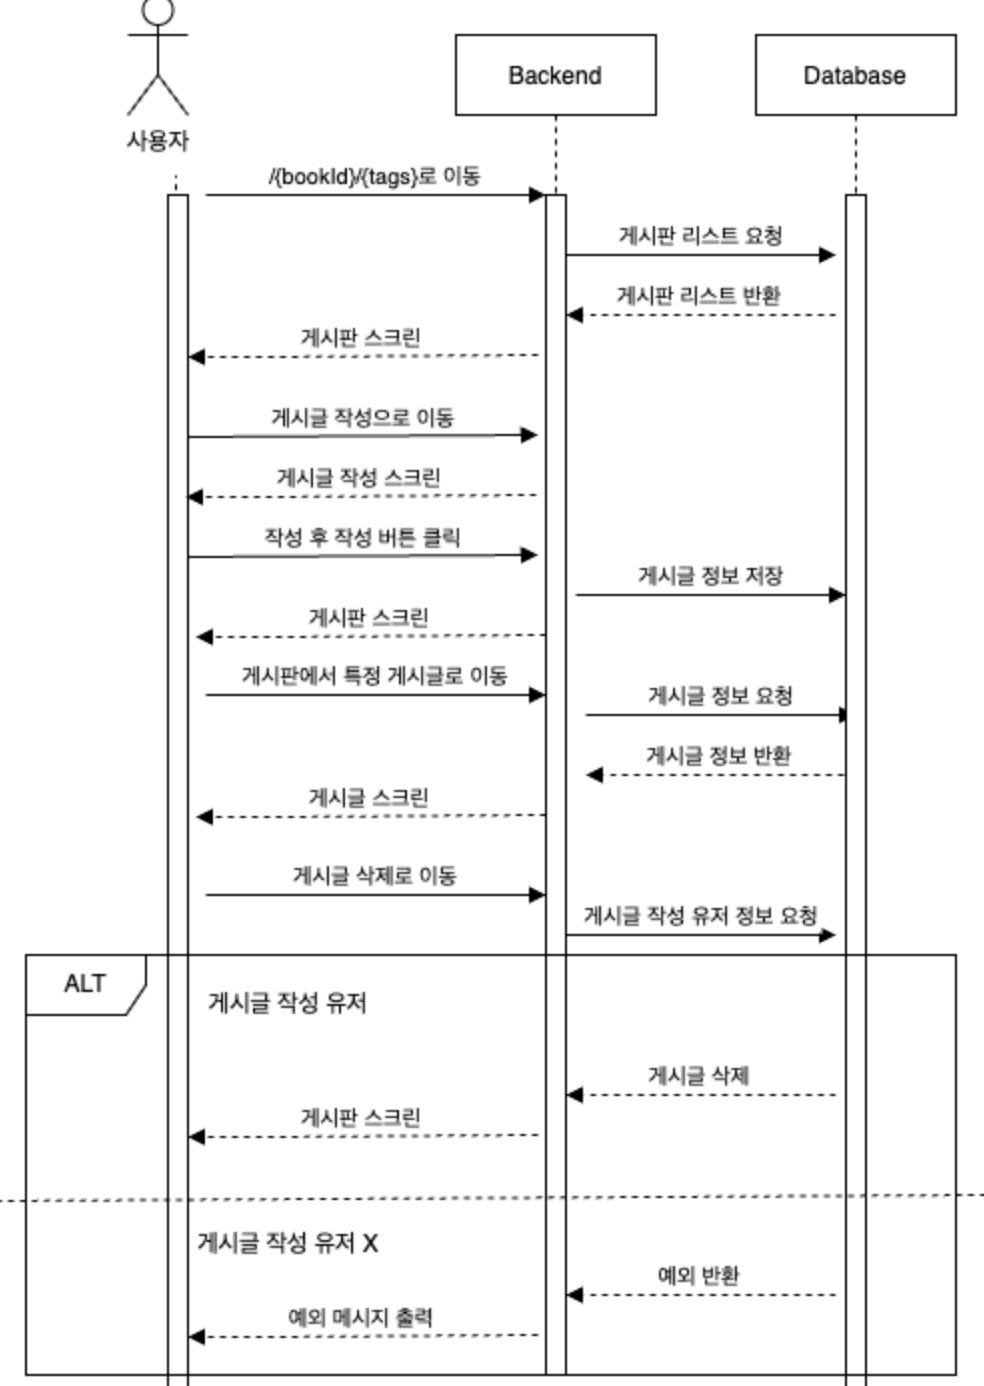 Backend
Database
사용자
/{bookId}/{tags}로 이동
게시판 리스트 요청
게시판 리스트 반환
게시판 스크린
게시글 작성으로 이동
게시글 작성 스크린
작성 후 작성 버튼 클릭
게시글 정보 저장
게시판 스크린
게시판에서 특정 게시글로 이동
게시글 정보 요청
게시글 정보 반환
게시글 스크린
게시글 삭제로 이동
게시글 작성 유저 정보 요청
ALT
게시글 작성 유저
게시글 삭제
게시판 스크린
게시글 작성 유저 X
예외 반환
예외 메시지 출력